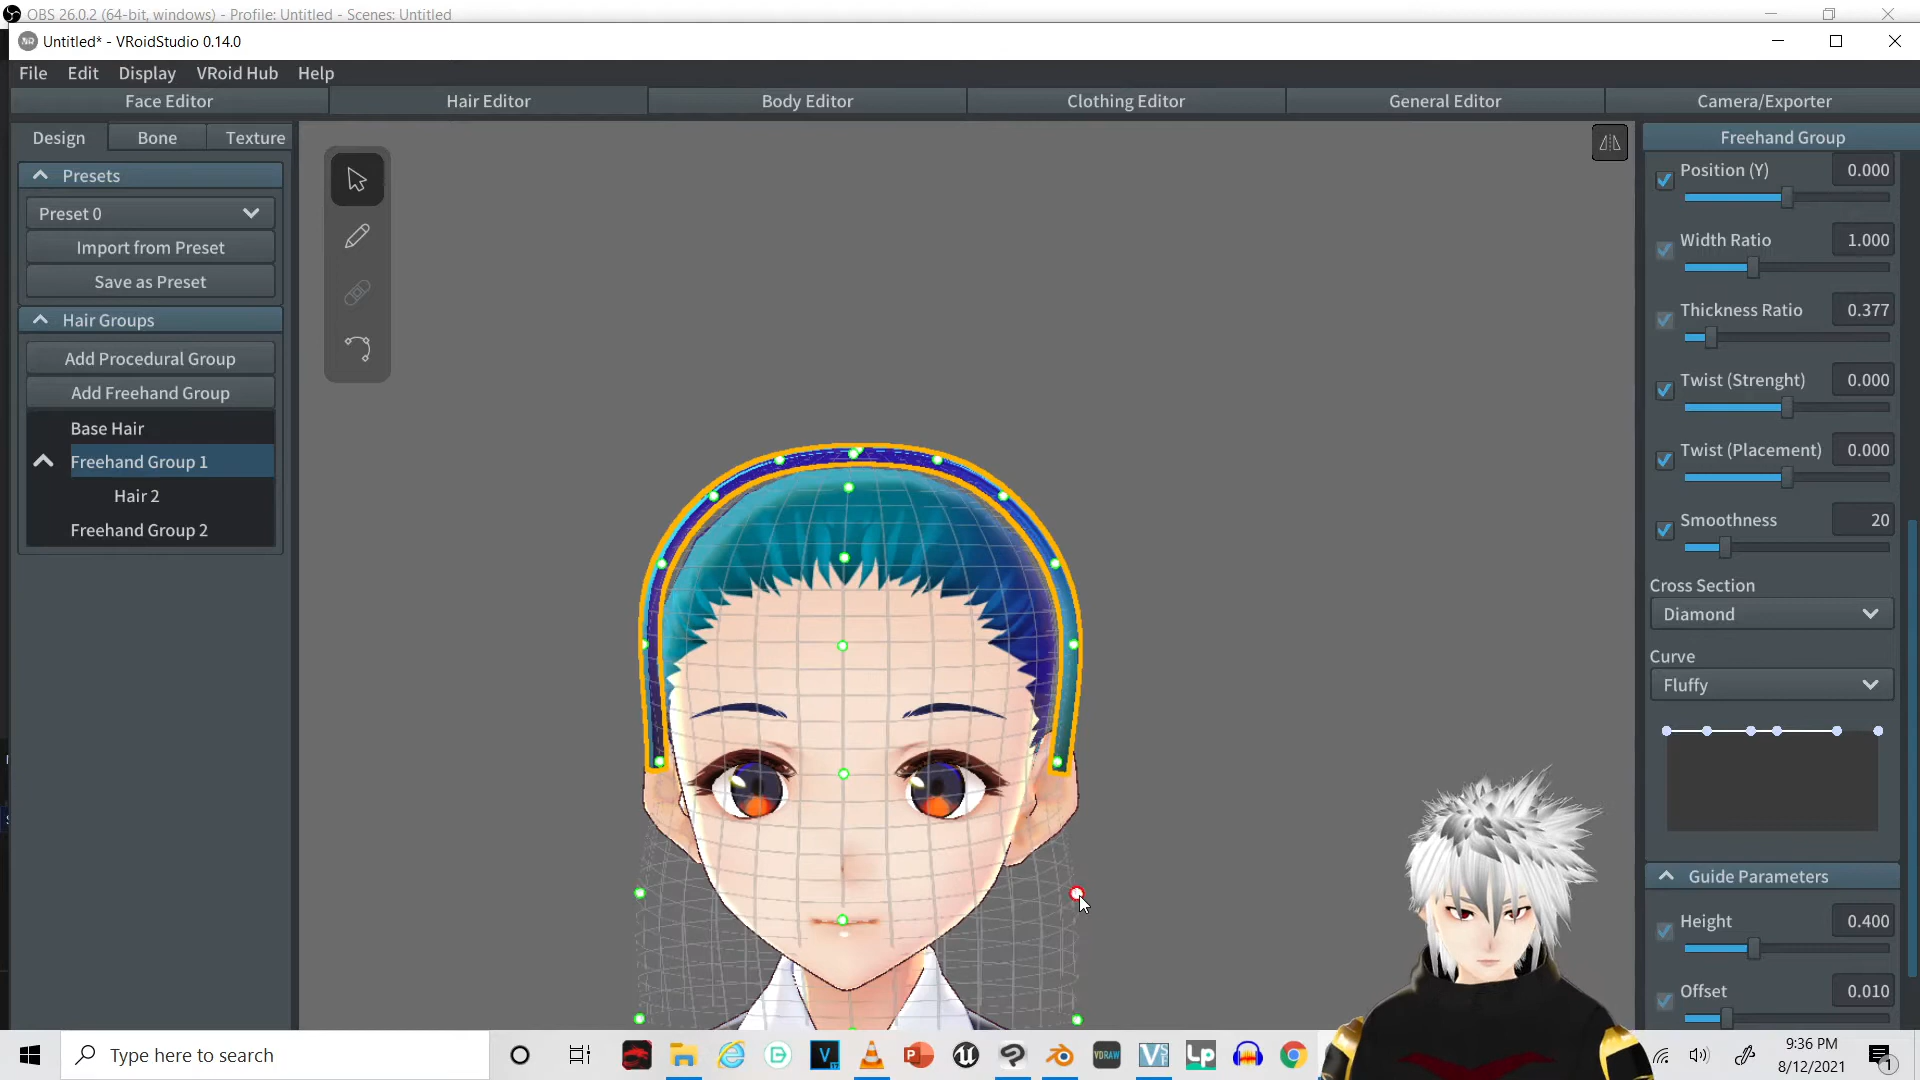 OBS 26.0.2 (64-bit, windows) - Profile: Untitled - Scenes: Untitled
Untitled* - VRoidStudio 0.14.0
File Edit Display VRoid Hub Help
Face Editor Hair Editor Body Editor Clothing Editor General Editor Camera/Exporter
Design Bone Texture
Presets
Preset 0
Import from Preset
Save as Preset
Hair Groups
Add Procedural Group
Add Freehand Group
Base Hair
Freehand Group 1
Hair 2
Freehand Group 2
Freehand Group
Position (Y) 0.000
Width Ratio 1.000
Thickness Ratio 0.377
Twist (Strenght) 0.000
Twist (Placement) 0.000
Smoothness 20
Cross Section
Diamond
Curve
Fluffy
Guide Parameters
Height 0.400
Offset 0.010
Type here to search
V
17
VDRAW
Lp
9:36 PM
8/12/2021
1